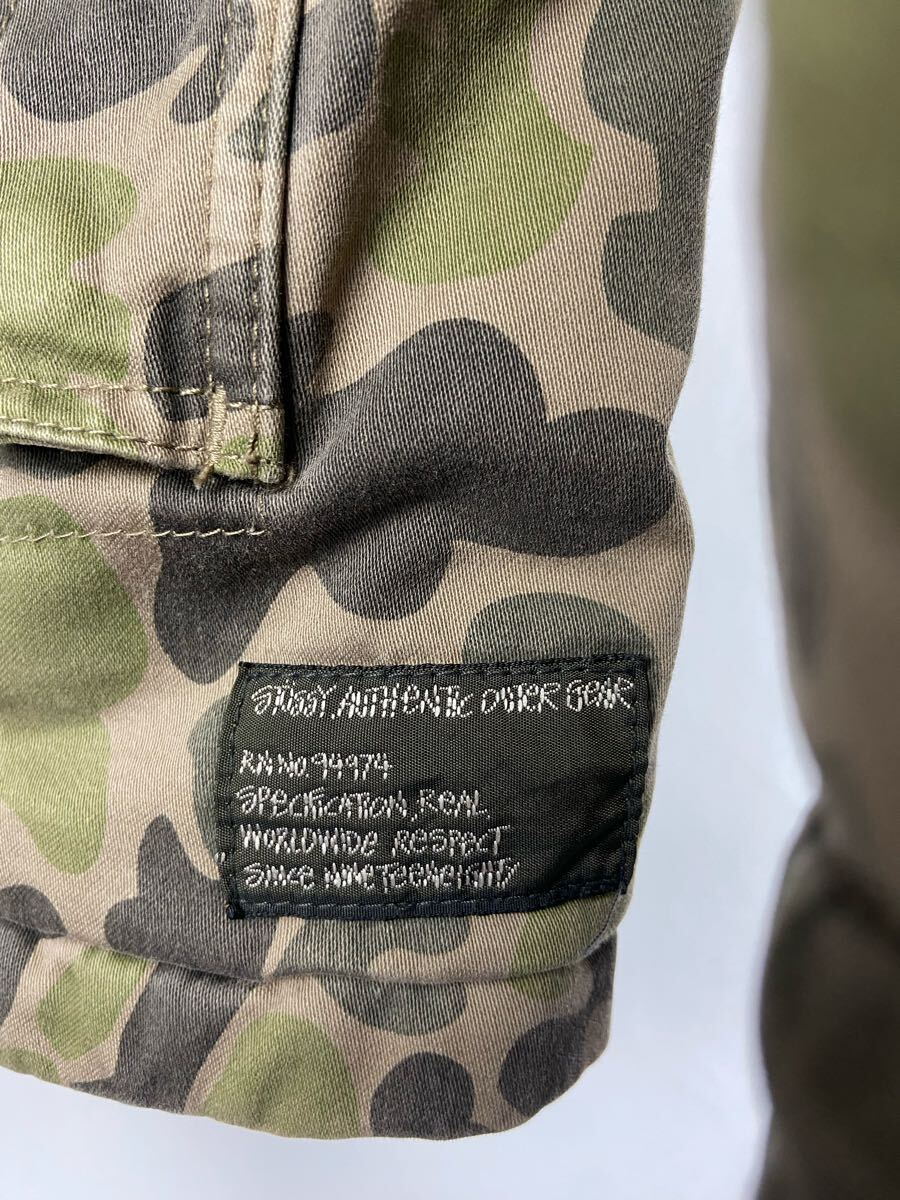 STÜSSY, AUTHENTIC OUTER GEAR
RN NO. 94974
SPECIFICATION, REAL
WORLDWIDE RESPECT
SINCE NINETEENEIGHTY